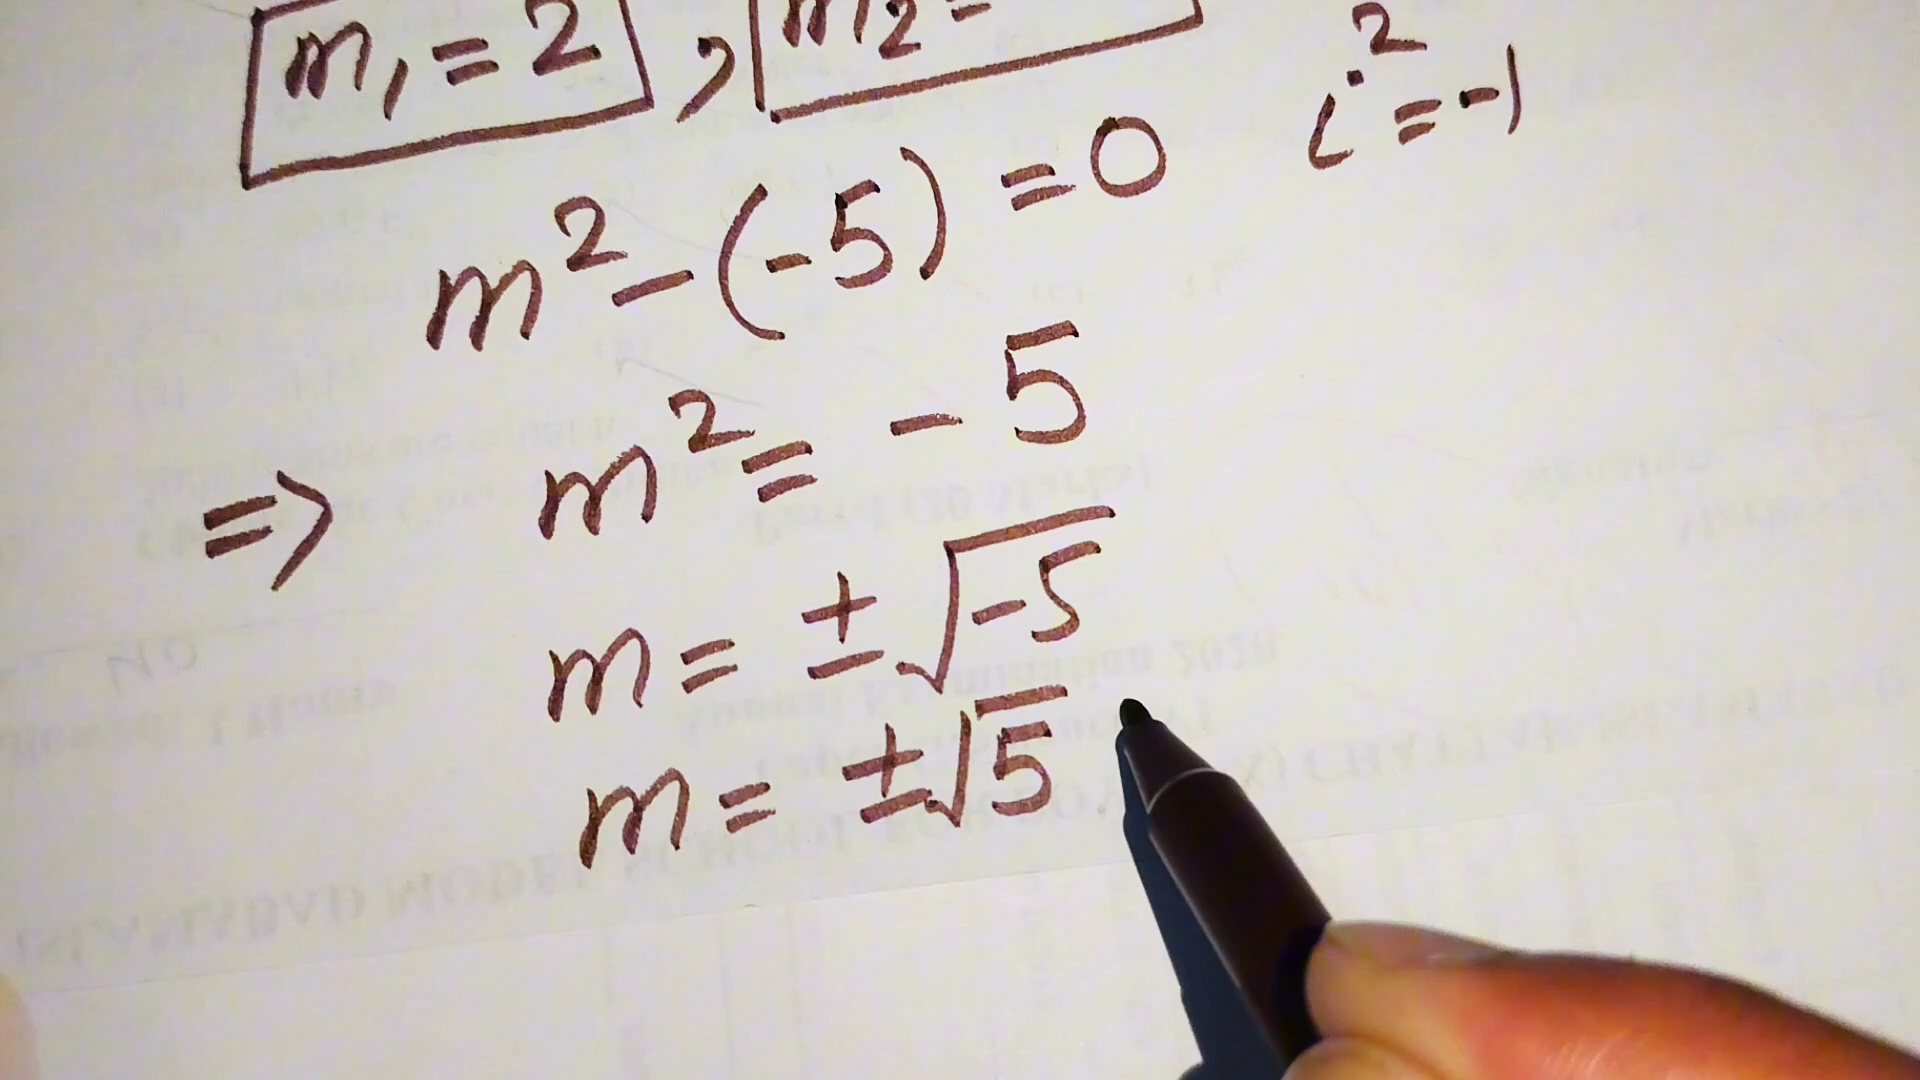 m₁ = 2 , m₂ =
i² = -1
m² - (-5) = 0
⇒ m² = - 5
m = ± √-5
m = ± √5